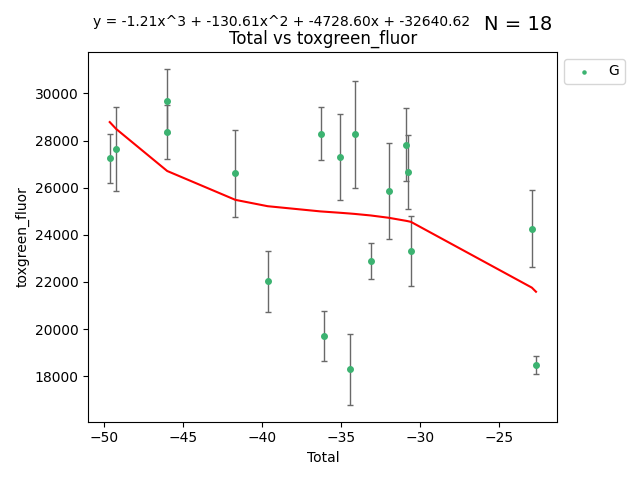 y = -1.21x^3 + -130.61x^2 + -4728.60x + -32640.62 N = 18
Total vs toxgreen_fluor
G
30000
28000
26000
24000
22000
20000
18000
toxgreen_fluor
−50 −45 −40 −35 −30 −25
Total